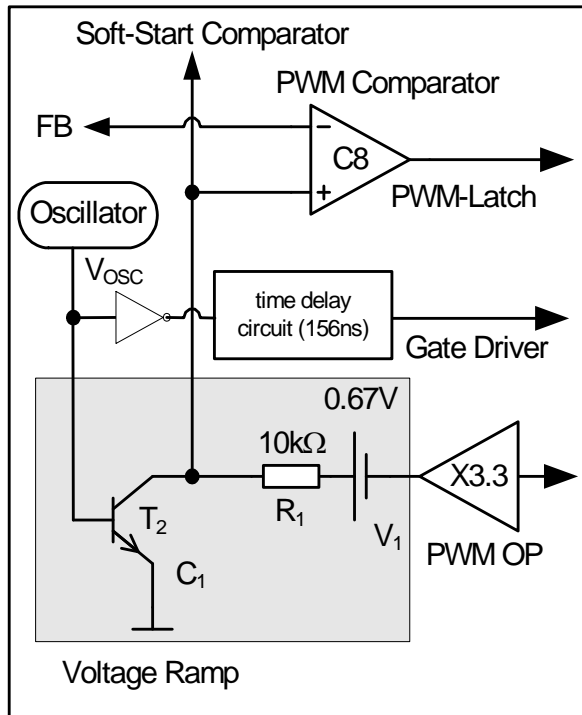 Soft-Start Comparator
PWM Comparator
FB
−
C8
+
PWM-Latch
Oscillator
VOSC
time delay
circuit (156ns)
Gate Driver
0.67V
10kΩ
X3.3
R1
T2
V1
PWM OP
C1
Voltage Ramp